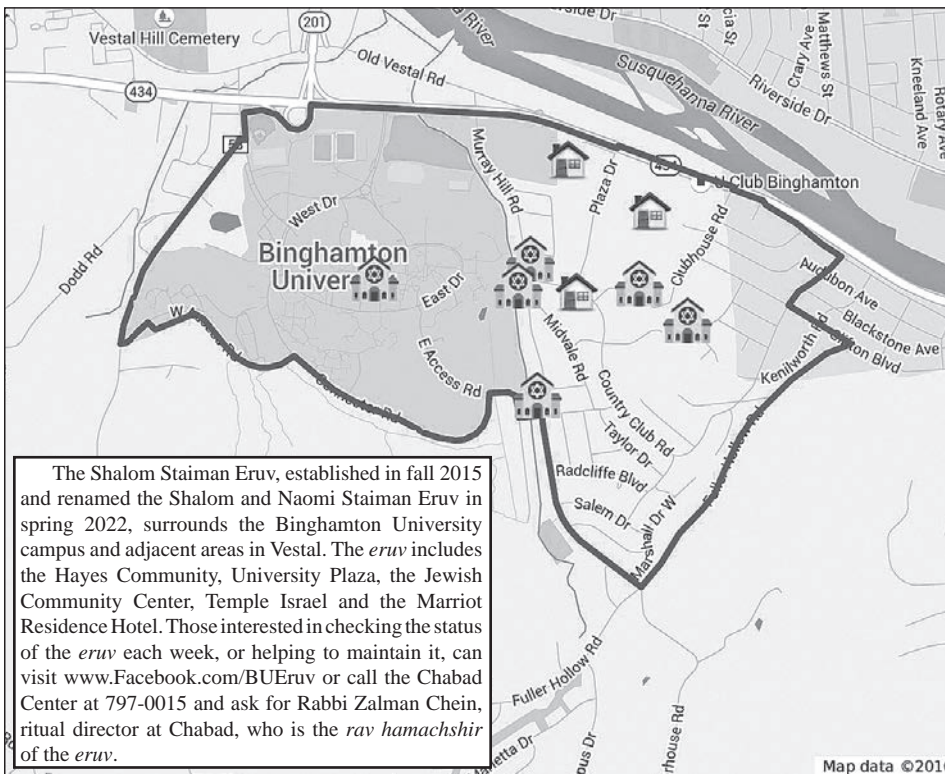 201
Vestal Hill Cemetery
Old Vestal Rd
434
Riverside Dr
Crary Ave
Matthews St
Kneeland Ave
Rotary Ave
Susquehanna River
Riverside Dr
Murray Hill Rd
Plaza Dr
U Club Binghamton
West Dr
Binghamton
Clubhouse Rd
Dodd Rd
East Dr
Audubon Ave
Blackstone Ave
Midvale Rd
E Access Rd
Kenilworth Rd
Country Club Rd
Connector Rd
Taylor Dr
Fuller Hollow Rd
Radcliffe Blvd
Salem Dr
Marshall Dr W
The Shalom Staiman Eruv, established in fall 2015
and renamed the Shalom and Naomi Staiman Eruv in
spring 2022, surrounds the Binghamton University
campus and adjacent areas in Vestal. The eruv includes
the Hayes Community, University Plaza, the Jewish
Community Center, Temple Israel and the Marriot
Residence Hotel. Those interested in checking the status
of the eruv each week, or helping to maintain it, can
visit www.Facebook.com/BUEruv or call the Chabad
Center at 797-0015 and ask for Rabbi Zalman Chein,
ritual director at Chabad, who is the rav hamachshir
of the eruv.
Fuller Hollow Rd
Map data ©2016